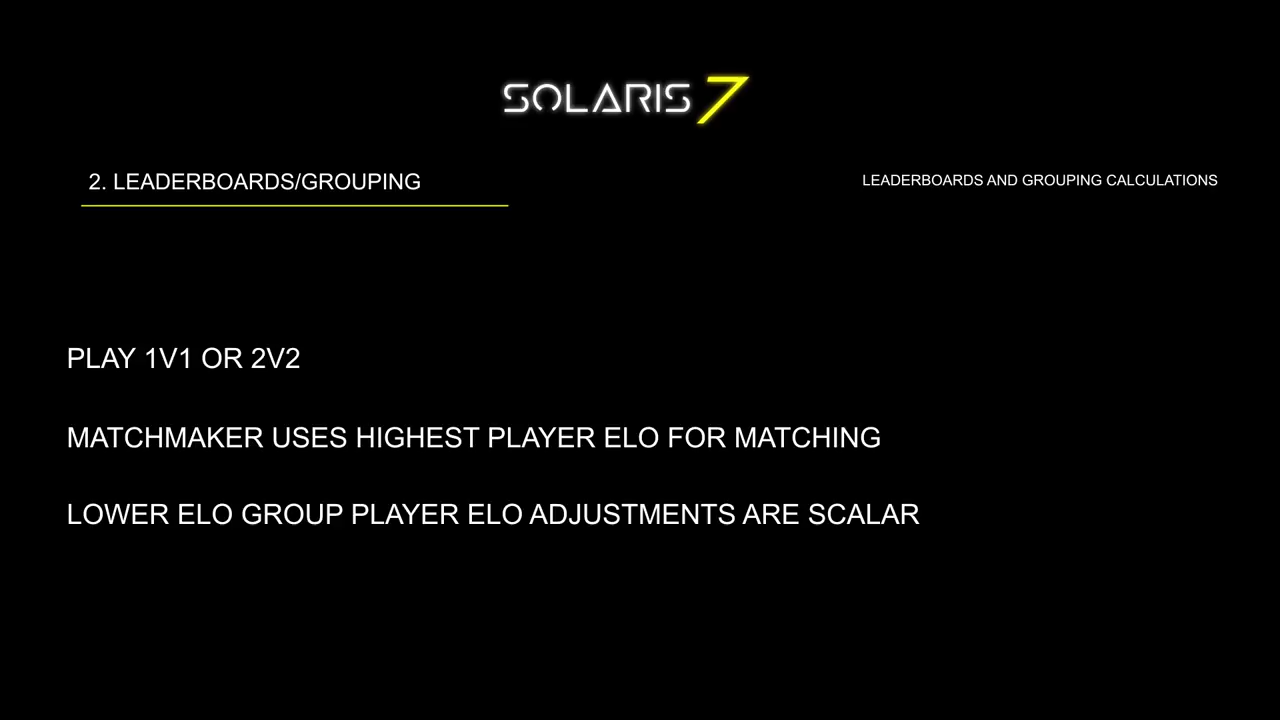 SOLARIS 7
2. LEADERBOARDS/GROUPING
LEADERBOARDS AND GROUPING CALCULATIONS
PLAY 1V1 OR 2V2
MATCHMAKER USES HIGHEST PLAYER ELO FOR MATCHING
LOWER ELO GROUP PLAYER ELO ADJUSTMENTS ARE SCALAR